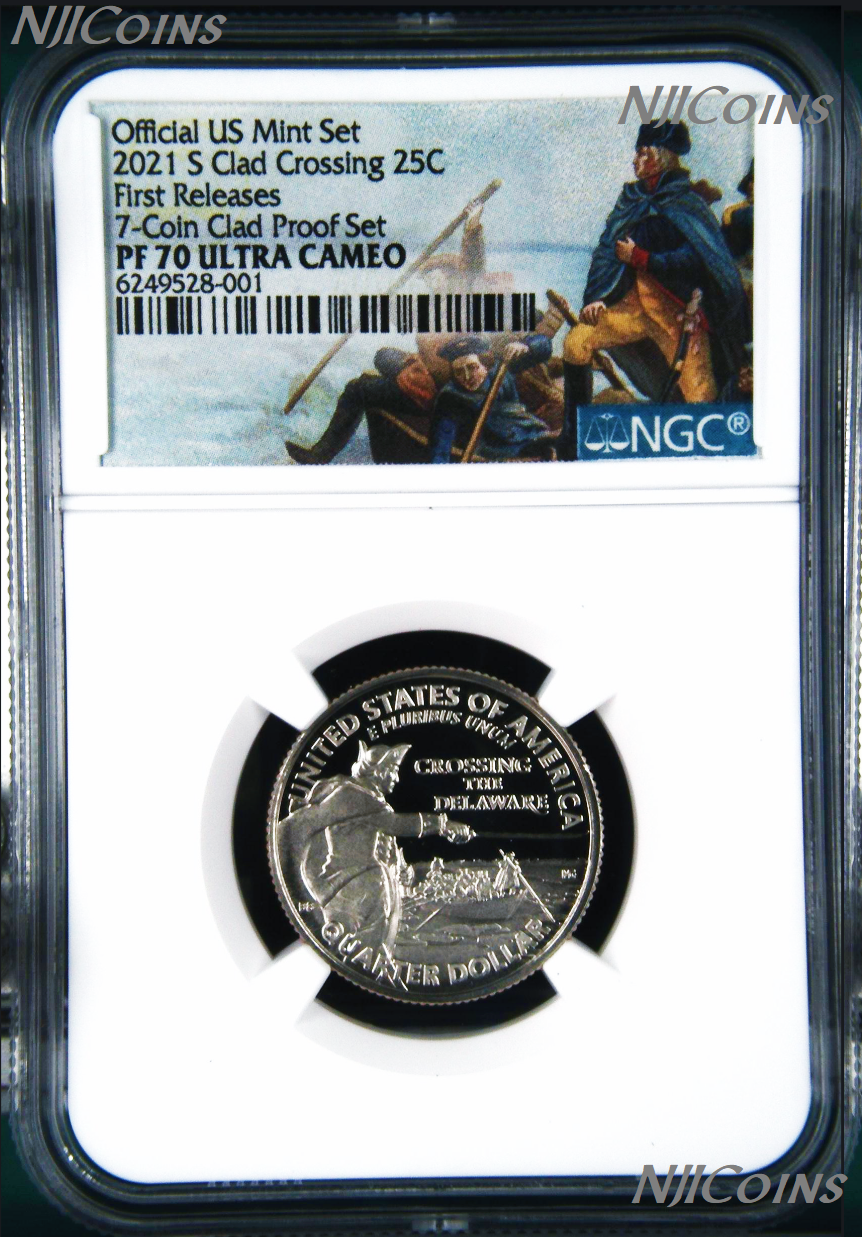 NJICoins
NJICoins
Official US Mint Set
2021 S Clad Crossing 25C
First Releases
7-Coin Clad Proof Set
PF 70 ULTRA CAMEO
6249528-001
NGC®
UNITED STATES OF AMERICA
E PLURIBUS UNUM
CROSSING
THE
DELAWARE
QUARTER DOLLAR
NJICoins